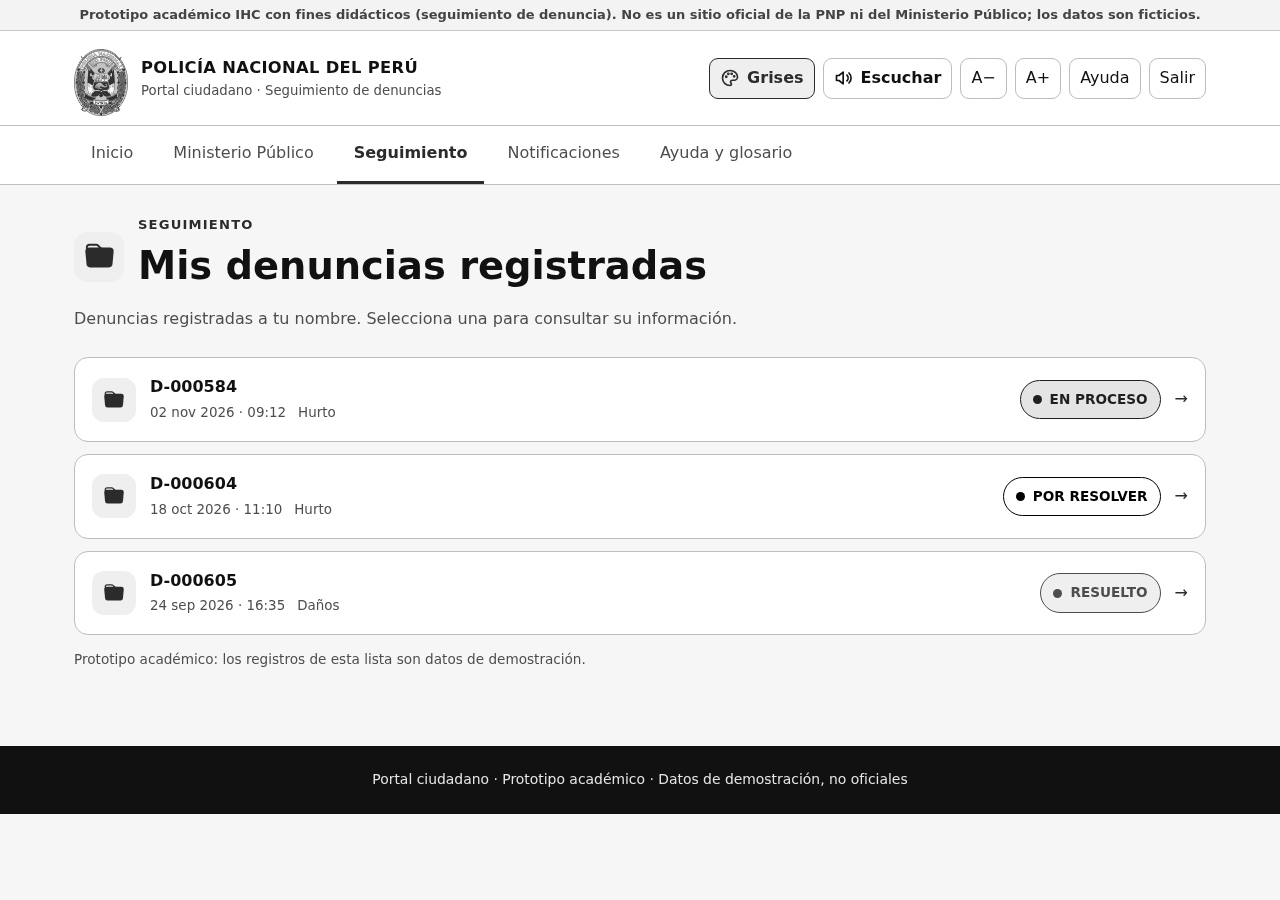 Prototipo académico IHC con fines didácticos (seguimiento de denuncia). No es un sitio oficial de la PNP ni del Ministerio Público; los datos son ficticios.
POLICÍA NACIONAL DEL PERÚ
Portal ciudadano · Seguimiento de denuncias
Grises
Escuchar
A−
A+
Ayuda
Salir
Inicio
Ministerio Público
Seguimiento
Notificaciones
Ayuda y glosario
SEGUIMIENTO
Mis denuncias registradas
Denuncias registradas a tu nombre. Selecciona una para consultar su información.
D-000584
02 nov 2026 · 09:12 Hurto
EN PROCESO →
D-000604
18 oct 2026 · 11:10 Hurto
POR RESOLVER →
D-000605
24 sep 2026 · 16:35 Daños
RESUELTO →
Prototipo académico: los registros de esta lista son datos de demostración.
Portal ciudadano · Prototipo académico · Datos de demostración, no oficiales